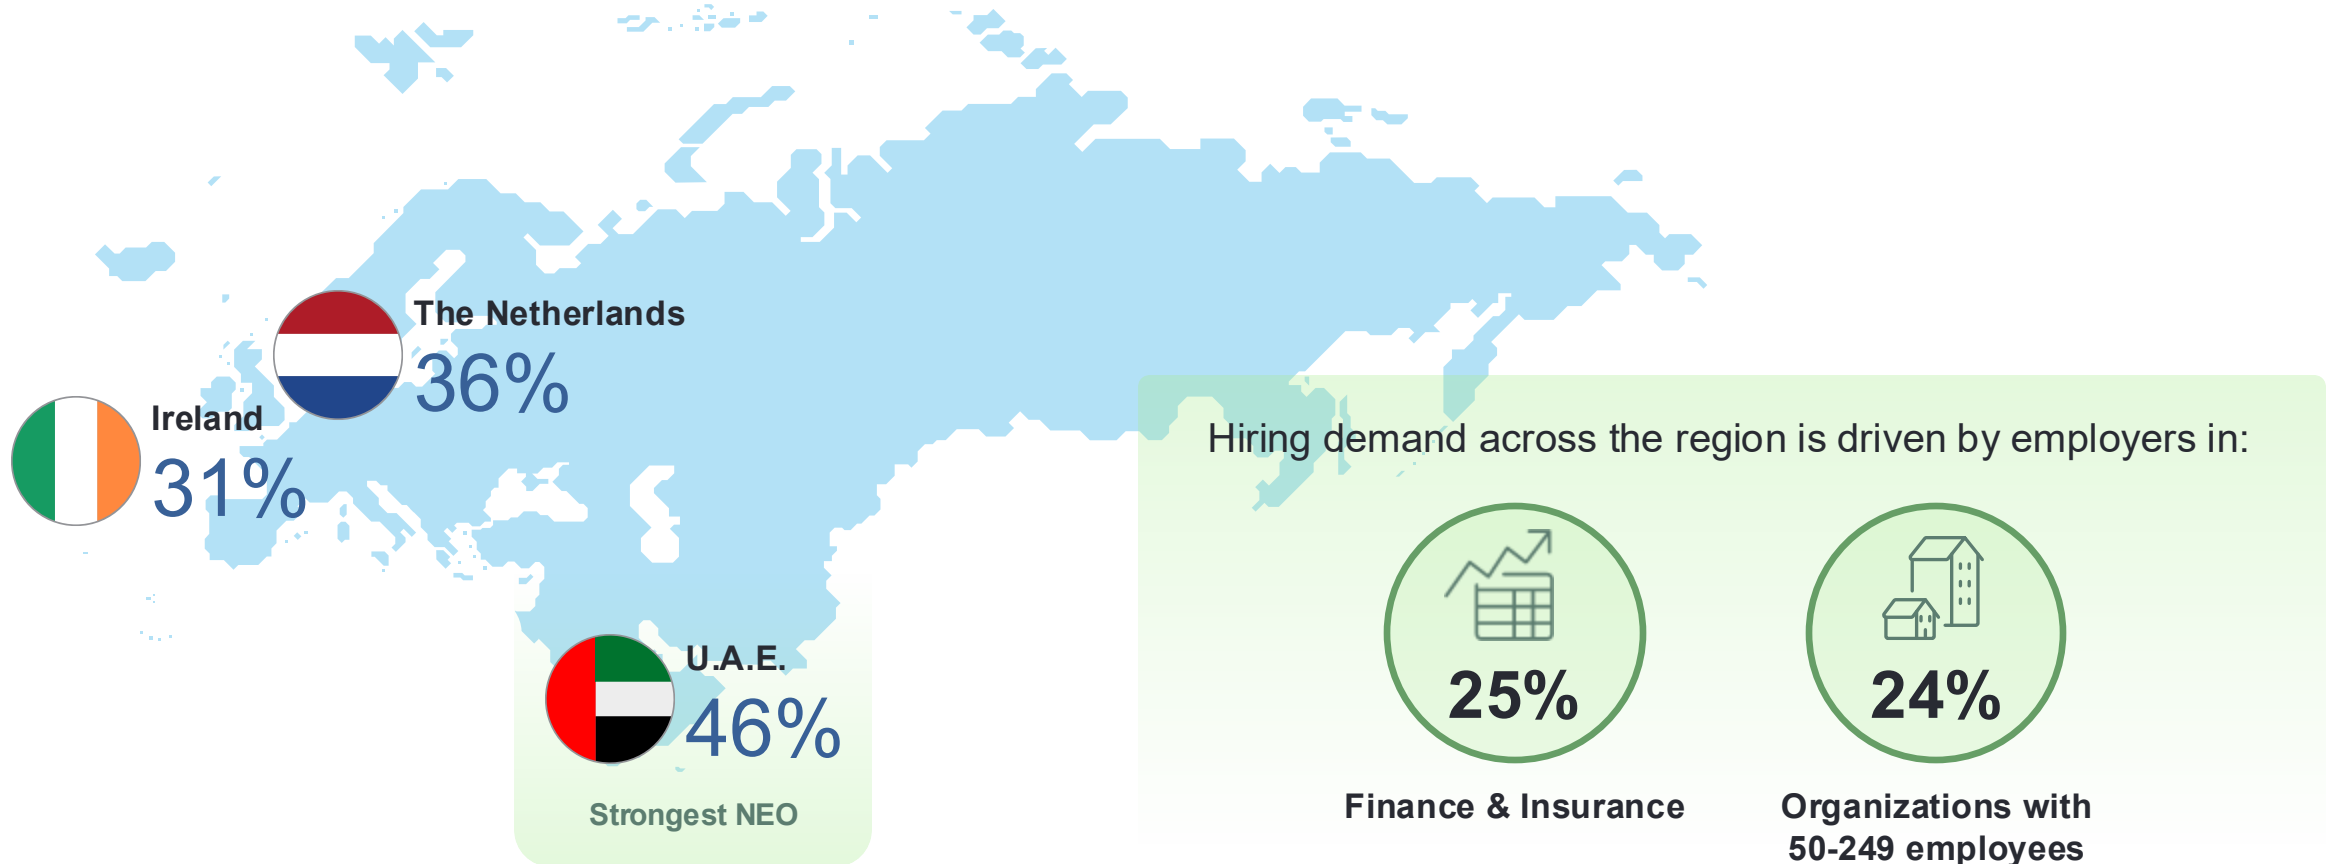 The Netherlands
36%
Ireland
31%
U.A.E.
46%
Strongest NEO
Hiring demand across the region is driven by employers in:
25%
Finance & Insurance
24%
Organizations with
50-249 employees